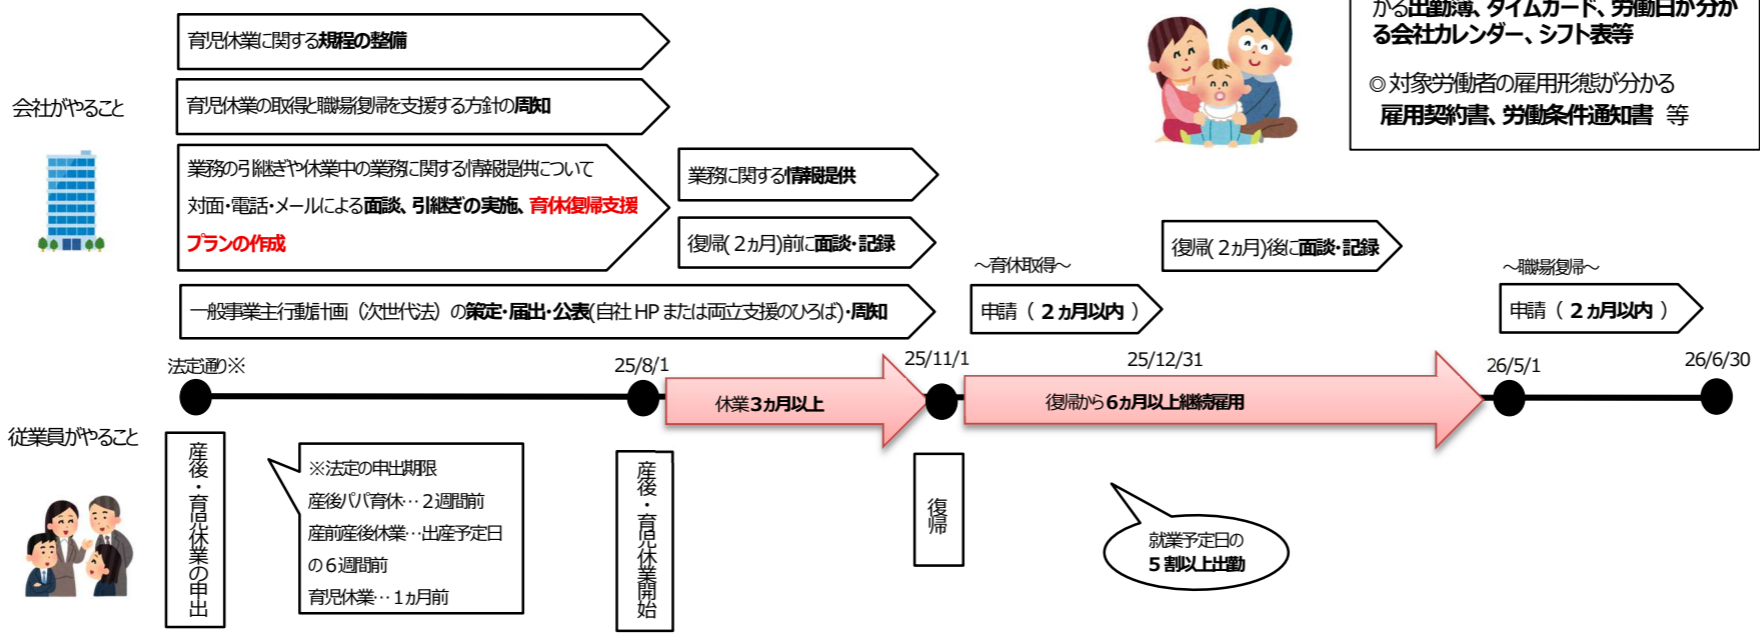 かる出勤簿、タイムカード、労働日が分か
る会社カレンダー、シフト表等
◎対象労働者の雇用形態が分かる
雇用契約書、労働条件通知書 等
会社がやること
育児休業に関する規程の整備
育児休業の取得と職場復帰を支援する方針の周知
業務の引継ぎや休業中の業務に関する情報提供について
対面・電話・メールによる面談、引継ぎの実施、育休復帰支援
プランの作成
業務に関する情報提供
復帰(2ヵ月)前に面談・記録
復帰(2ヵ月)後に面談・記録
一般事業主行動計画（次世代法）の策定・届出・公表(自社HPまたは両立支援のひろば)・周知
～育休取得～
申請（2ヵ月以内）
～職場復帰～
申請（2ヵ月以内）
法定通り※
25/8/1
25/11/1
25/12/31
26/5/1
26/6/30
休業3ヵ月以上
復帰から6ヵ月以上継続雇用
従業員がやること
産後・育児休業の申出
※法定の申出期限
産後パパ育休…2週間前
産前産後休業…出産予定日
の6週間前
育児休業…1ヵ月前
産後・育児休業開始
復帰
就業予定日の
5割以上出勤